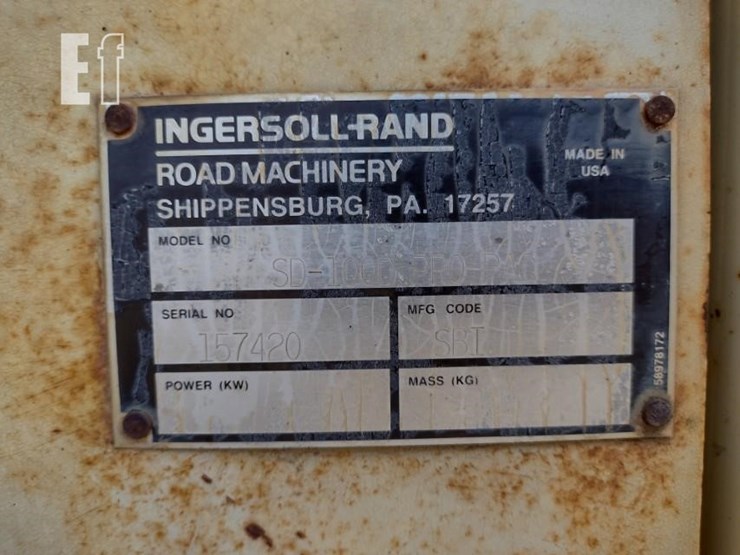 Ef
INGERSOLL-RAND
ROAD MACHINERY
SHIPPENSBURG, PA. 17257
MADE IN
USA
MODEL NO
SERIAL NO
157420
MFG CODE
SBT
POWER (KW)
MASS (KG)
58978172